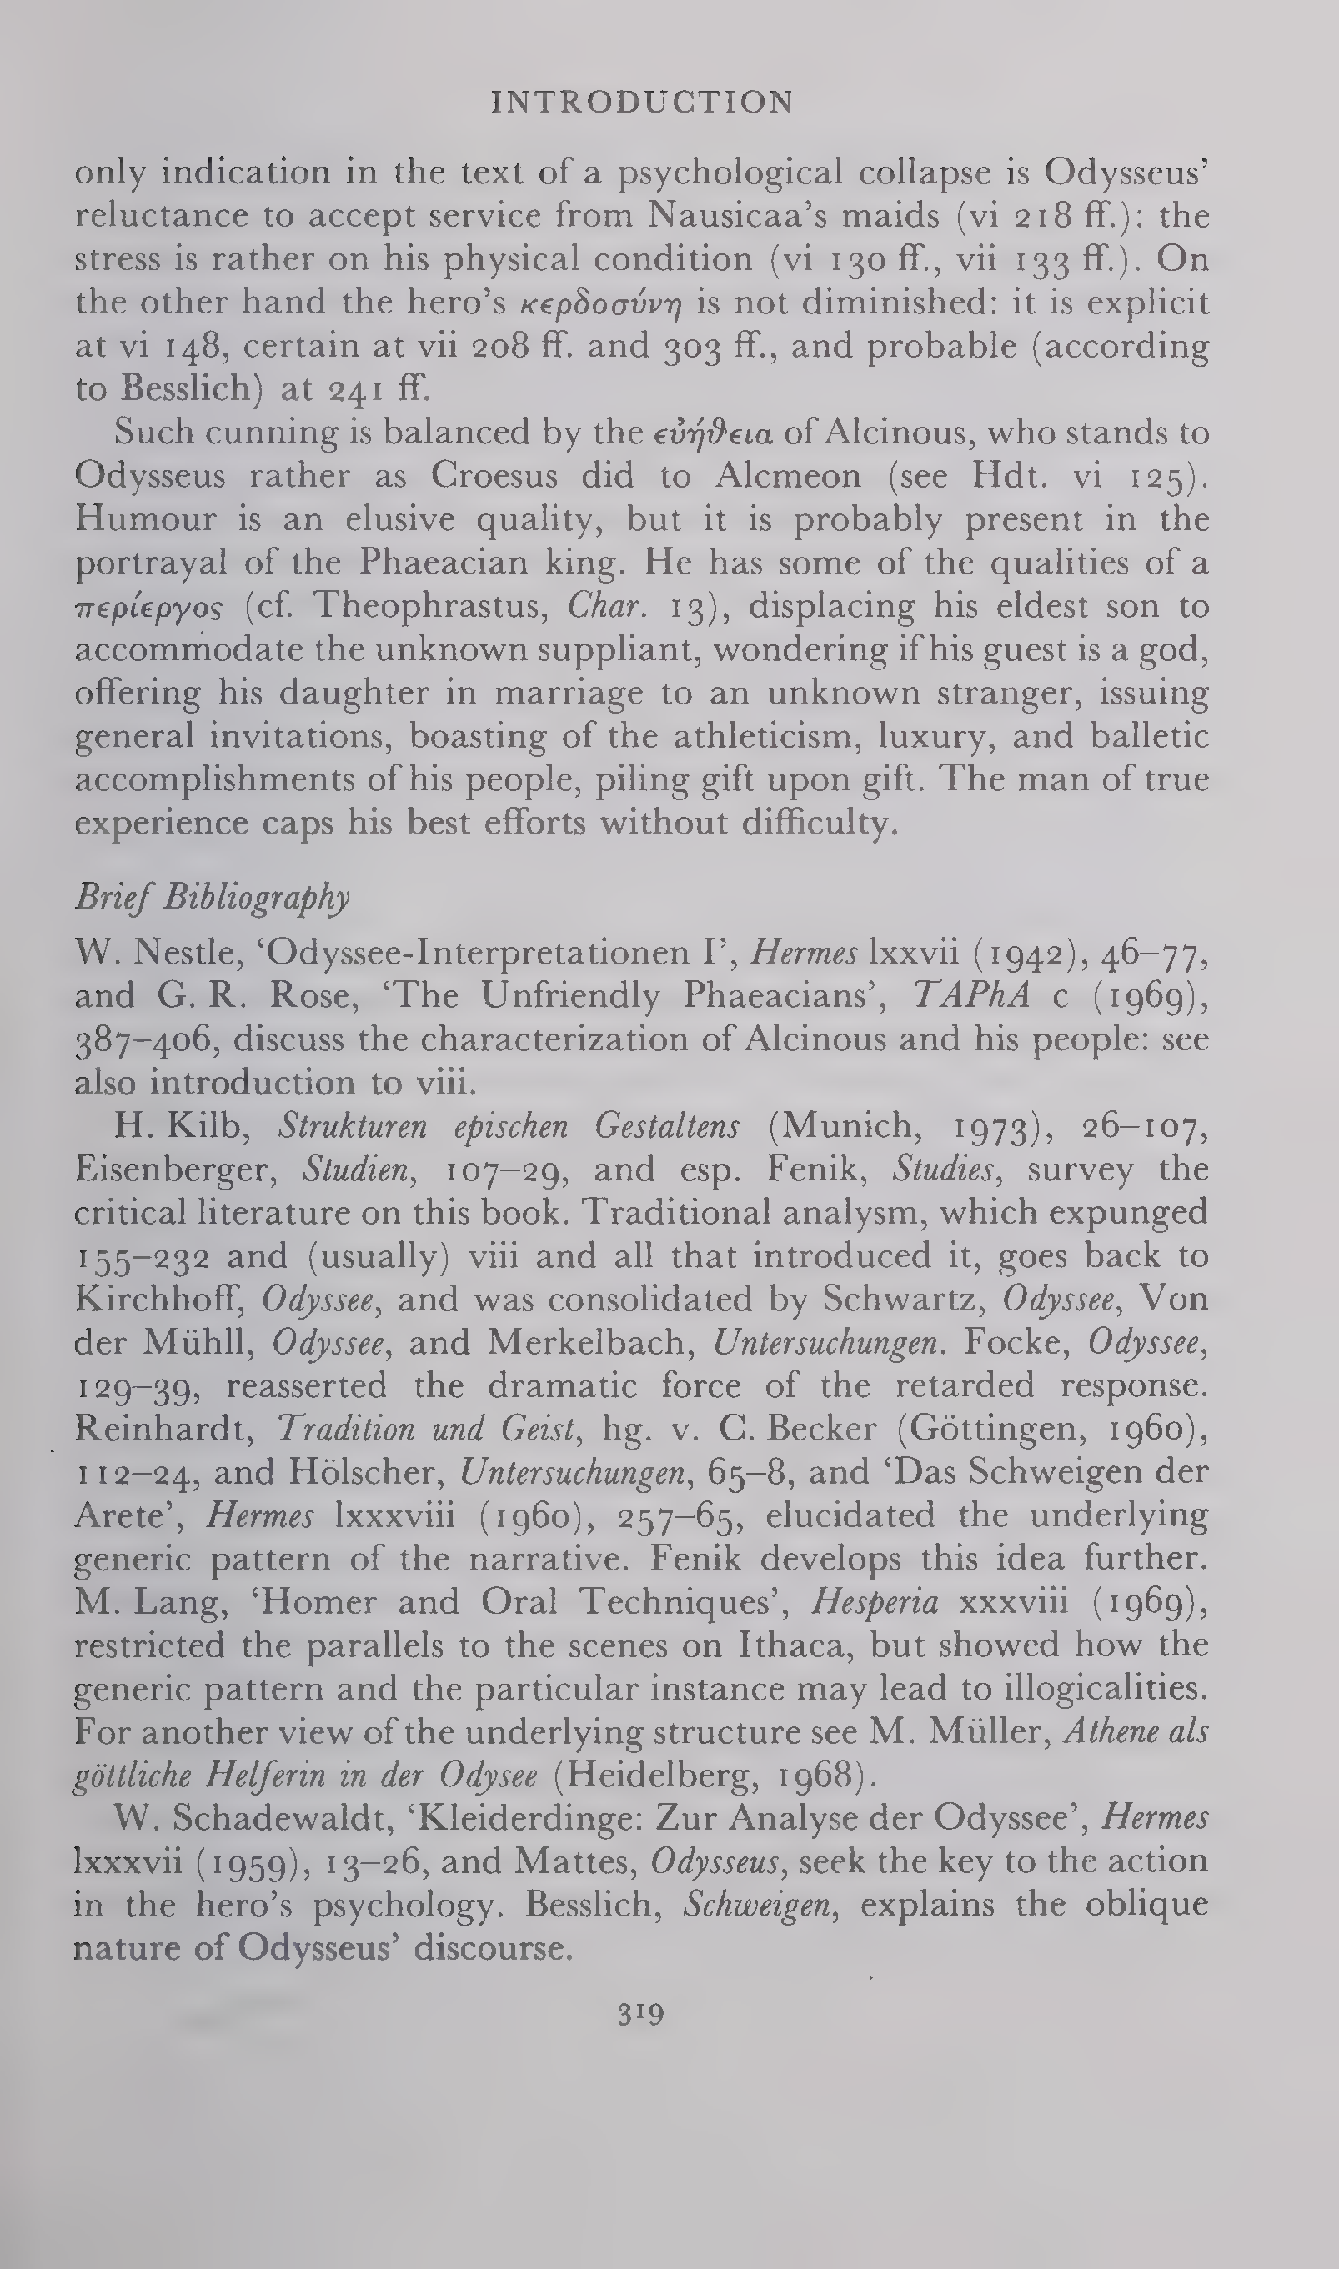 INTRODUCTION
only indication in the text of a psychological collapse is Odysseus’
reluctance to accept service from Nausicaa’s maids (vi 218 ff.): the
stress is rather on his physical condition (vi 130 ff., vii 133 ff.). On
the other hand the hero’s κερδοσύνη is not diminished: it is explicit
at vi 148, certain at vii 208 ff. and 303 ff., and probable (according
to Besslich) at 241 ff.
Such cunning is balanced by the εὐήϑεια of Alcinous, who stands to
Odysseus rather as Croesus did to Alcmeon (see Hdt. vi 125).
Humour is an elusive quality, but it is probably present in the
portrayal of the Phaeacian king. He has some of the qualities of a
περίεργος (cf. Theophrastus, Char. 13), displacing his eldest son to
accommodate the unknown suppliant, wondering if his guest is a god,
offering his daughter in marriage to an unknown stranger, issuing
general invitations, boasting of the athleticism, luxury, and balletic
accomplishments of his people, piling gift upon gift. The man of true
experience caps his best efforts without difficulty.
Brief Bibliography
W. Nestle, ‘Odyssee-Interpretationen I’, Hermes lxxvii (1942), 46–77,
and G. R. Rose, ‘The Unfriendly Phaeacians’, TAPhA c (1969),
387–406, discuss the characterization of Alcinous and his people: see
also introduction to viii.
H. Kilb, Strukturen epischen Gestaltens (Munich, 1973), 26–107,
Eisenberger, Studien, 107–29, and esp. Fenik, Studies, survey the
critical literature on this book. Traditional analysm, which expunged
155–232 and (usually) viii and all that introduced it, goes back to
Kirchhoff, Odyssee, and was consolidated by Schwartz, Odyssee, Von
der Mühll, Odyssee, and Merkelbach, Untersuchungen. Focke, Odyssee,
129–39, reasserted the dramatic force of the retarded response.
Reinhardt, Tradition und Geist, hg. v. C. Becker (Göttingen, 1960),
112–24, and Hölscher, Untersuchungen, 65–8, and ‘Das Schweigen der
Arete’, Hermes lxxxviii (1960), 257–65, elucidated the underlying
generic pattern of the narrative. Fenik develops this idea further.
M. Lang, ‘Homer and Oral Techniques’, Hesperia xxxviii (1969),
restricted the parallels to the scenes on Ithaca, but showed how the
generic pattern and the particular instance may lead to illogicalities.
For another view of the underlying structure see M. Müller, Athene als
göttliche Helferin in der Odysee (Heidelberg, 1968).
W. Schadewaldt, ‘Kleiderdinge: Zur Analyse der Odyssee’, Hermes
lxxxvii (1959), 13–26, and Mattes, Odysseus, seek the key to the action
in the hero’s psychology. Besslich, Schweigen, explains the oblique
nature of Odysseus’ discourse.
319